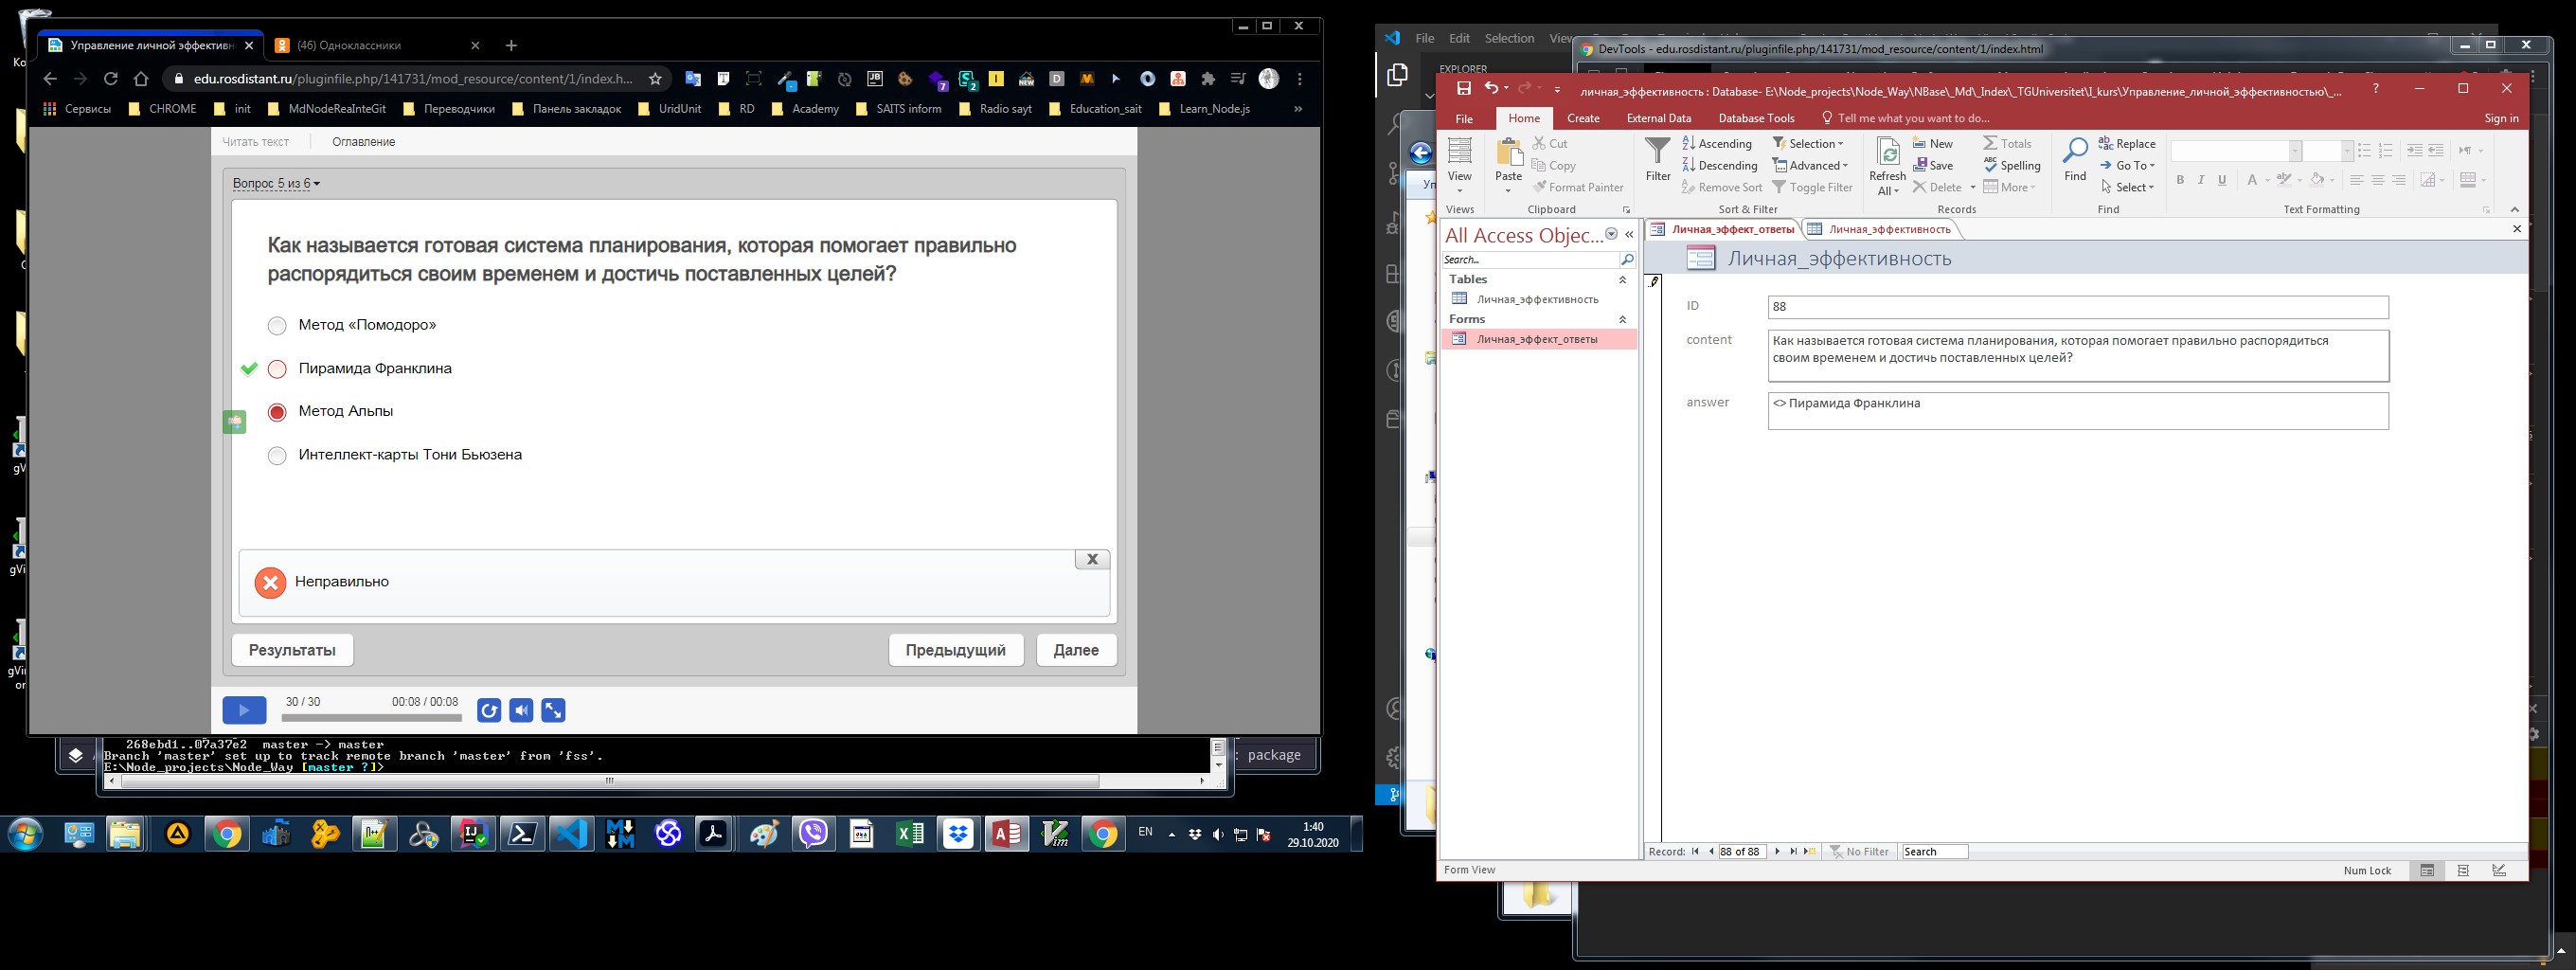 Управление личной эффективн
(46) Одноклассники
edu.rosdistant.ru/pluginfile.php/141731/mod_resource/content/1/index.h...
Сервисы CHROME init MdNodeReaInteGit Переводчики Панель закладок UridUnit RD Academy SAITS inform Radio sayt Education_sait Learn_Node.js »
Читать текст Оглавление
Вопрос 5 из 6
Как называется готовая система планирования, которая помогает правильно
распорядиться своим временем и достичь поставленных целей?
Метод «Помодоро»
Пирамида Франклина
Метод Альпы
Интеллект-карты Тони Бьюзена
X
Неправильно
Результаты Предыдущий Далее
30 / 30 00:08 / 00:08
268ebd1..07a37e2 master -> master
Branch 'master' set up to track remote branch 'master' from 'fss'.
E:\Node_projects\Node_Way [master ?]>
: package
EN 1:40
29.10.2020
File Edit Selection
EXPLORER
DevTools - edu.rosdistant.ru/pluginfile.php/141731/mod_resource/content/1/index.html
личная_эффективность : Database- E:\Node_projects\Node_Way\NBase\_Md\_Index\_TGUniversitet\I_kurs\Управление_личной_эффективностью\_...
File Home Create External Data Database Tools Tell me what you want to do... Sign in
View
Views
Paste
Cut
Copy
Format Painter
Clipboard
Filter
Ascending
Descending
Remove Sort
Selection
Advanced
Toggle Filter
Sort & Filter
Refresh
All
New
Save
Delete
Totals
Spelling
More
Records
Find
Replace
Go To
Select
Find
B I U A
Text Formatting
All Access Objec...
Search...
Tables
Личная_эффективность
Forms
Личная_эффект_ответы
Личная_эффект_ответы Личная_эффективность
Личная_эффективность
ID 88
content Как называется готовая система планирования, которая помогает правильно распорядиться
своим временем и достичь поставленных целей?
answer <> Пирамида Франклина
Record: 88 of 88 No Filter Search
Form View Num Lock